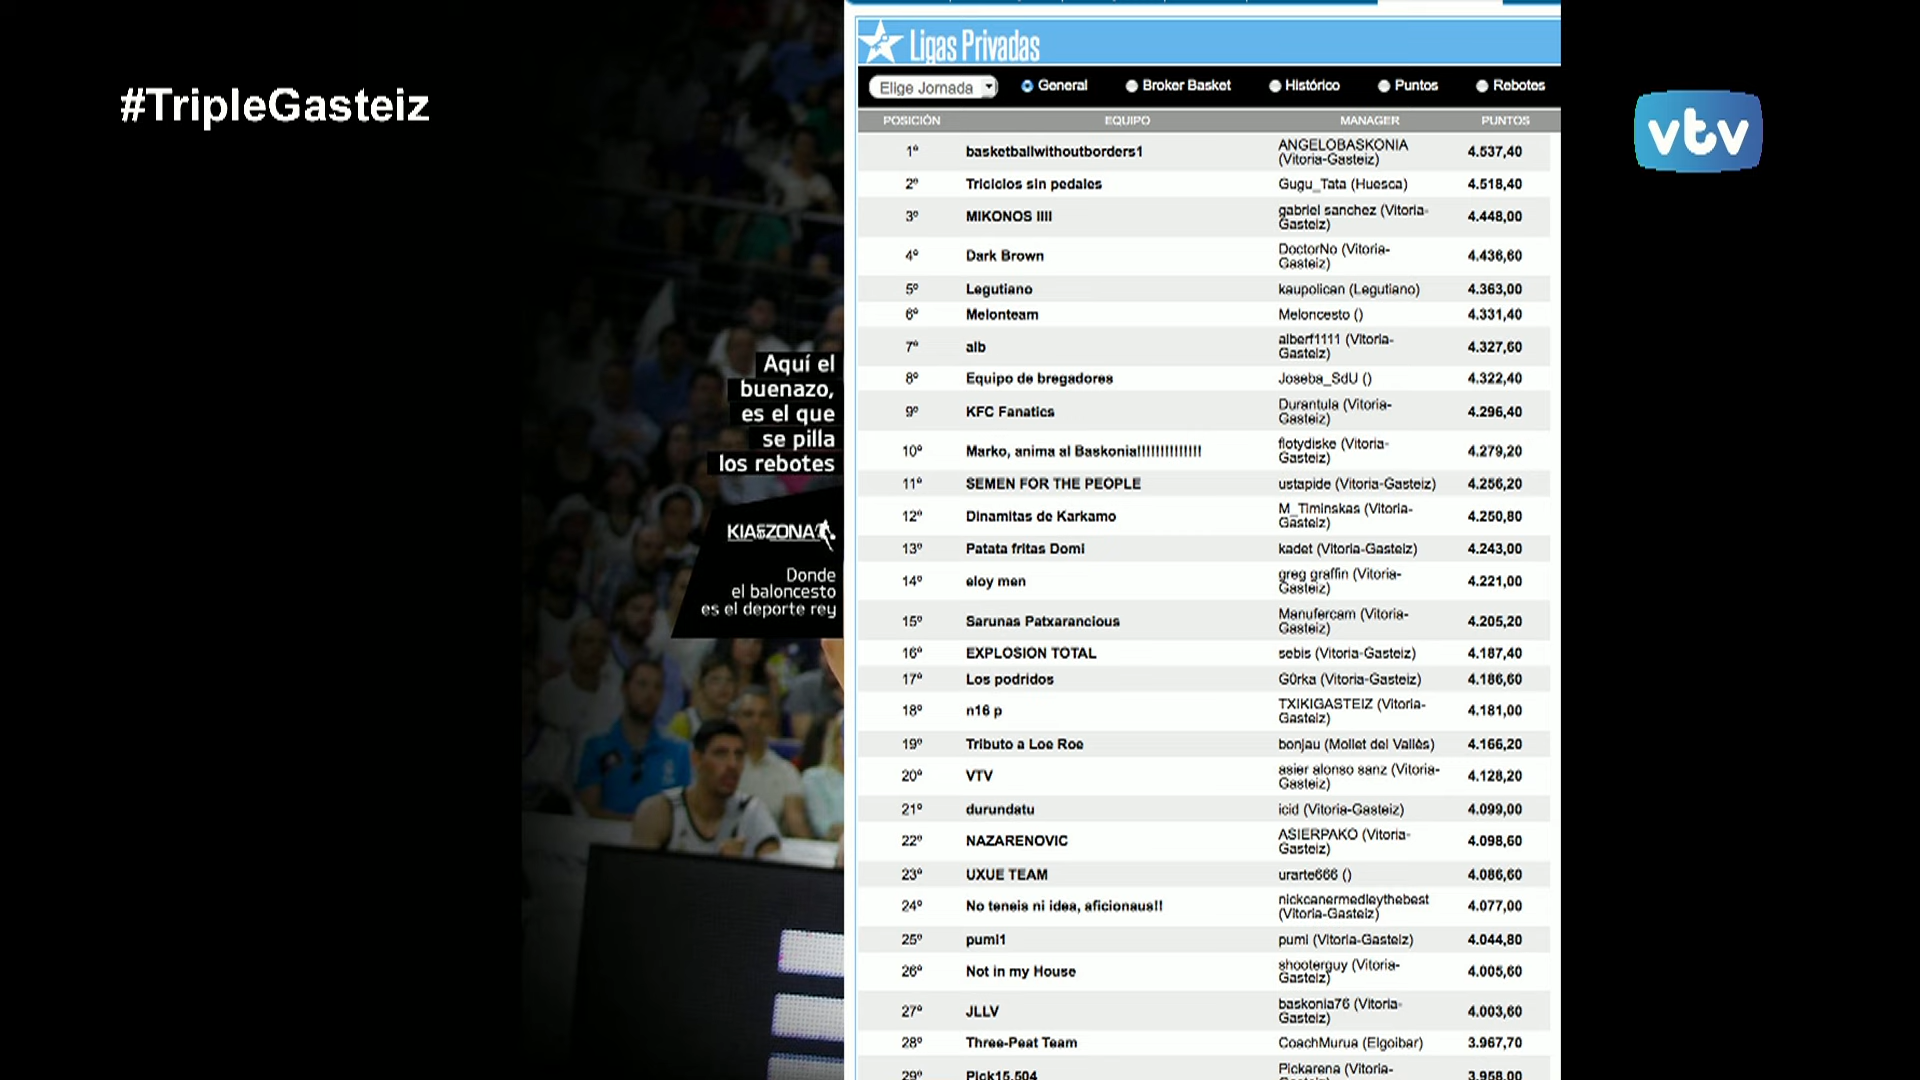 #TripleGasteiz
vtv
Aquí el
buenazo,
es el que
se pilla
los rebotes
KIA ZONA
Donde
el baloncesto
es el deporte rey
Ligas Privadas
Elige Jornada General Broker Basket Histórico Puntos Rebotes
POSICIÓN EQUIPO MANAGER PUNTOS
1º basketballwithoutborders1 ANGELOBASKONIA (Vitoria-Gasteiz) 4.537,40
2º Triciclos sin pedales Gugu_Tata (Huesca) 4.518,40
3º MIKONOS IIII gabriel sanchez (Vitoria-Gasteiz) 4.448,00
4º Dark Brown DoctorNo (Vitoria-Gasteiz) 4.436,60
5º Legutiano kaupolican (Legutiano) 4.363,00
6º Melonteam Meloncesto () 4.331,40
7º alb alberf1111 (Vitoria-Gasteiz) 4.327,60
8º Equipo de bregadores Joseba_SdU () 4.322,40
9º KFC Fanatics Durantula (Vitoria-Gasteiz) 4.296,40
10º Marko, anima al Baskonia!!!!!!!!!!!!!! flotydiske (Vitoria-Gasteiz) 4.279,20
11º SEMEN FOR THE PEOPLE ustapide (Vitoria-Gasteiz) 4.256,20
12º Dinamitas de Karkamo M_Timinskas (Vitoria-Gasteiz) 4.250,80
13º Patata fritas Domi kadet (Vitoria-Gasteiz) 4.243,00
14º eloy men greg graffin (Vitoria-Gasteiz) 4.221,00
15º Sarunas Patxarancious Manufercam (Vitoria-Gasteiz) 4.205,20
16º EXPLOSION TOTAL sebis (Vitoria-Gasteiz) 4.187,40
17º Los podridos G0rka (Vitoria-Gasteiz) 4.186,60
18º n16 p TXIKIGASTEIZ (Vitoria-Gasteiz) 4.181,00
19º Tributo a Loe Roe bonjau (Mollet del Vallès) 4.166,20
20º VTV asier alonso sanz (Vitoria-Gasteiz) 4.128,20
21º durundatu icid (Vitoria-Gasteiz) 4.099,00
22º NAZARENOVIC ASIERPAKO (Vitoria-Gasteiz) 4.098,60
23º UXUE TEAM urarte666 () 4.086,60
24º No teneis ni idea, aficionaus!! nickcanermedleythebest (Vitoria-Gasteiz) 4.077,00
25º pumi1 pumi (Vitoria-Gasteiz) 4.044,80
26º Not in my House shooterguy (Vitoria-Gasteiz) 4.005,60
27º JLLV baskonia76 (Vitoria-Gasteiz) 4.003,60
28º Three-Peat Team CoachMurua (Elgoibar) 3.967,70
29º Pick15.504 Pickarena (Vitoria- 3.958,00